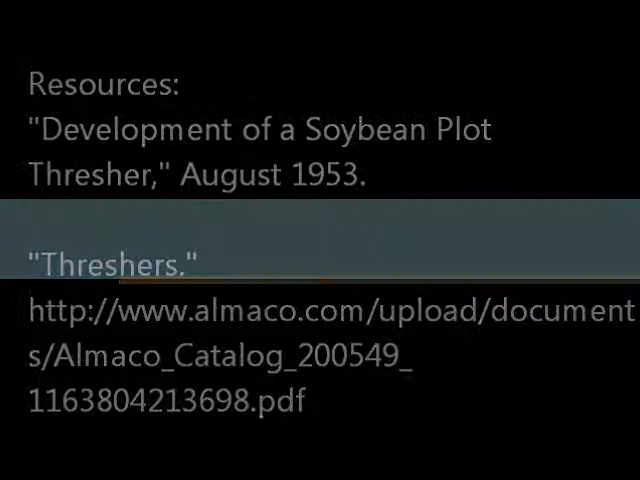 Resources:
"Development of a Soybean Plot
Thresher," August 1953.
"Threshers."
http://www.almaco.com/upload/document
s/Almaco_Catalog_200549_
1163804213698.pdf